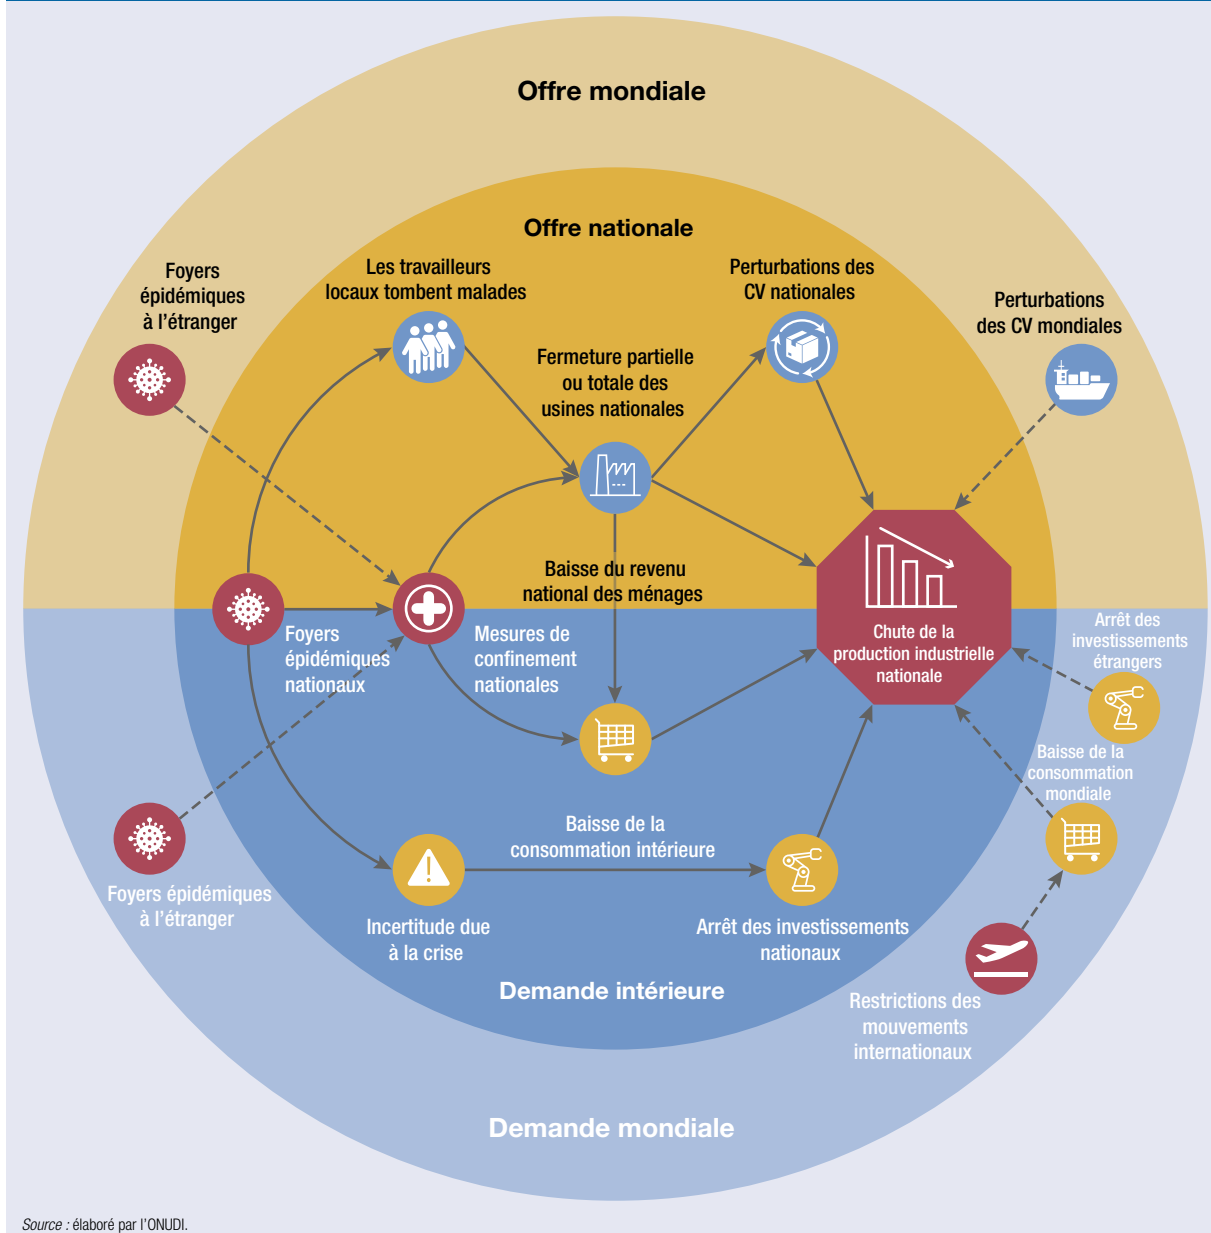 Offre mondiale
Offre nationale
Foyers
épidémiques
à l’étranger
Les travailleurs
locaux tombent malades
Perturbations des
CV nationales
Perturbations
des CV mondiales
Fermeture partielle
ou totale des
usines nationales
Baisse du revenu
national des ménages
Foyers
épidémiques
nationaux
Mesures de
confinement
nationales
Chute de la
production industrielle
nationale
Arrêt des
investissements
étrangers
Baisse de la
consommation
mondiale
Baisse de la
consommation intérieure
Foyers épidémiques
à l’étranger
Incertitude due
à la crise
Arrêt des investissements
nationaux
Restrictions des
mouvements
internationaux
Demande intérieure
Demande mondiale
Source : élaboré par l’ONUDI.